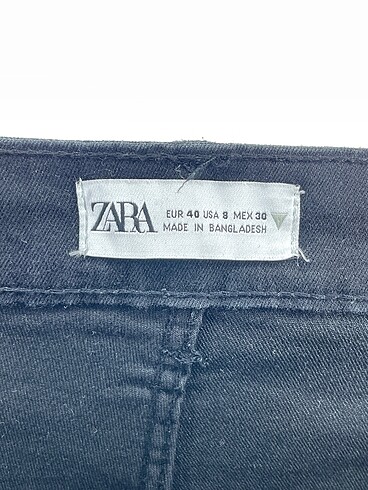 ZARA
EUR 40 USA 8 MEX 30
MADE IN BANGLADESH